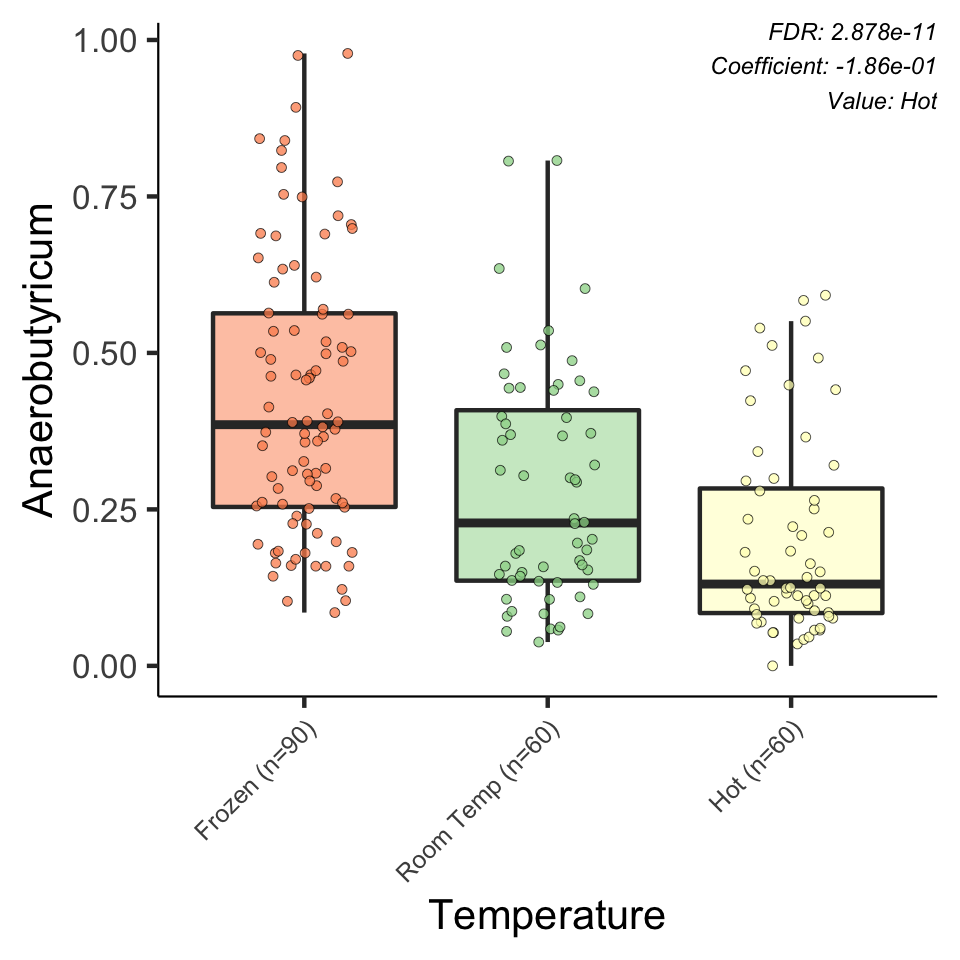 FDR: 2.878e-11
Coefficient: -1.86e-01
Value: Hot
Anaerobutyricum
1.00
0.75
0.50
0.25
0.00
Frozen (n=90)
Room Temp (n=60)
Hot (n=60)
Temperature